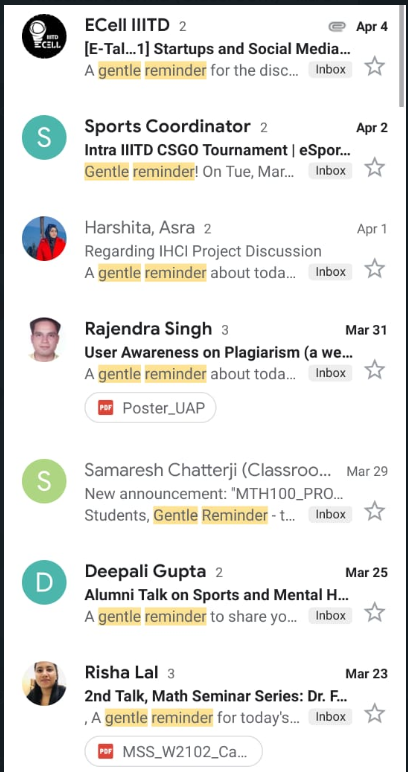 ECell IIITD 2 Apr 4
IIITD
ECELL
[E-Tal...1] Startups and Social Media...
A gentle reminder for the disc... Inbox
S Sports Coordinator 2 Apr 2
Intra IIITD CSGO Tournament | eSpor...
Gentle reminder! On Tue, Mar... Inbox
Harshita, Asra 2 Apr 1
Regarding IHCI Project Discussion
A gentle reminder about toda... Inbox
Rajendra Singh 3 Mar 31
User Awareness on Plagiarism (a we...
A gentle reminder about toda... Inbox
PDF Poster_UAP
S Samaresh Chatterji (Classroo... Mar 29
New announcement: "MTH100_PRO...
Students, Gentle Reminder - t... Inbox
D Deepali Gupta 2 Mar 25
Alumni Talk on Sports and Mental H...
A gentle reminder to share yo... Inbox
Risha Lal 3 Mar 23
2nd Talk, Math Seminar Series: Dr. F...
, A gentle reminder for today's... Inbox
PDF MSS_W2102_Ca...